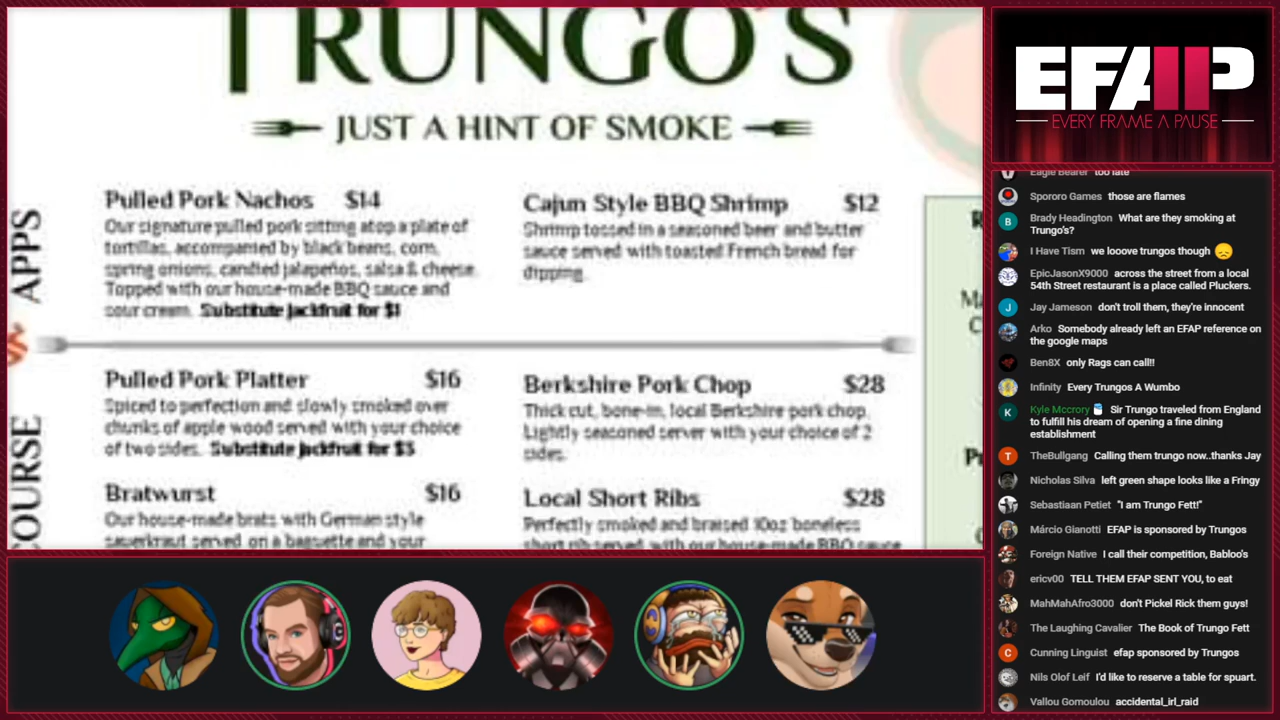 TRUNGO'S
JUST A HINT OF SMOKE
APPS
Pulled Pork Nachos $14
Our signature pulled pork sitting atop a plate of
tortillas, accompanied by black beans, corn,
spring onions, candied jalapeños, salsa & cheese.
Topped with our house-made BBQ sauce and
sour cream. Substitute Jackfruit for $1
Cajun Style BBQ Shrimp $12
Shrimp tossed in a seasoned beer and butter
sauce served with toasted French bread for
dipping.
COURSE
Pulled Pork Platter $16
Spiced to perfection and slowly smoked over
chunks of apple wood served with your choice
of two sides. Substitute Jackfruit for $3
Berkshire Pork Chop $28
Thick cut, bone-in, local Berkshire pork chop.
Lightly seasoned server with your choice of 2
sides.
Bratwurst $16
Our house-made brats with German style
sauerkraut served on a baguette and your
Local Short Ribs $28
Perfectly smoked and braised 10oz boneless
short rib served with our house-made BBQ sauce
EFAP
EVERY FRAME A PAUSE
Eagle Bearer too late
Spororo Games those are flames
B Brady Headington What are they smoking at
Trungo's?
I Have Tism we looove trungos though 😞
EpicJasonX9000 across the street from a local
54th Street restaurant is a place called Pluckers.
J Jay Jameson don't troll them, they're innocent
Arko Somebody already left an EFAP reference on
the google maps
Ben8X only Rags can call!!
Infinity Every Trungos A Wumbo
K Kyle Mccrory Sir Trungo traveled from England
to fulfill his dream of opening a fine dining
establishment
T TheBullgang Calling them trungo now..thanks Jay
Nicholas Silva left green shape looks like a Fringy
Sebastiaan Petiet "I am Trungo Fett!"
Márcio Gianotti EFAP is sponsored by Trungos
Foreign Native I call their competition, Babloo's
ericv00 TELL THEM EFAP SENT YOU, to eat
MahMahAfro3000 don't Pickel Rick them guys!
The Laughing Cavalier The Book of Trungo Fett
C Cunning Linguist efap sponsored by Trungos
Nils Olof Leif I'd like to reserve a table for spuart.
Vallou Gomoulou accidental_irl_raid